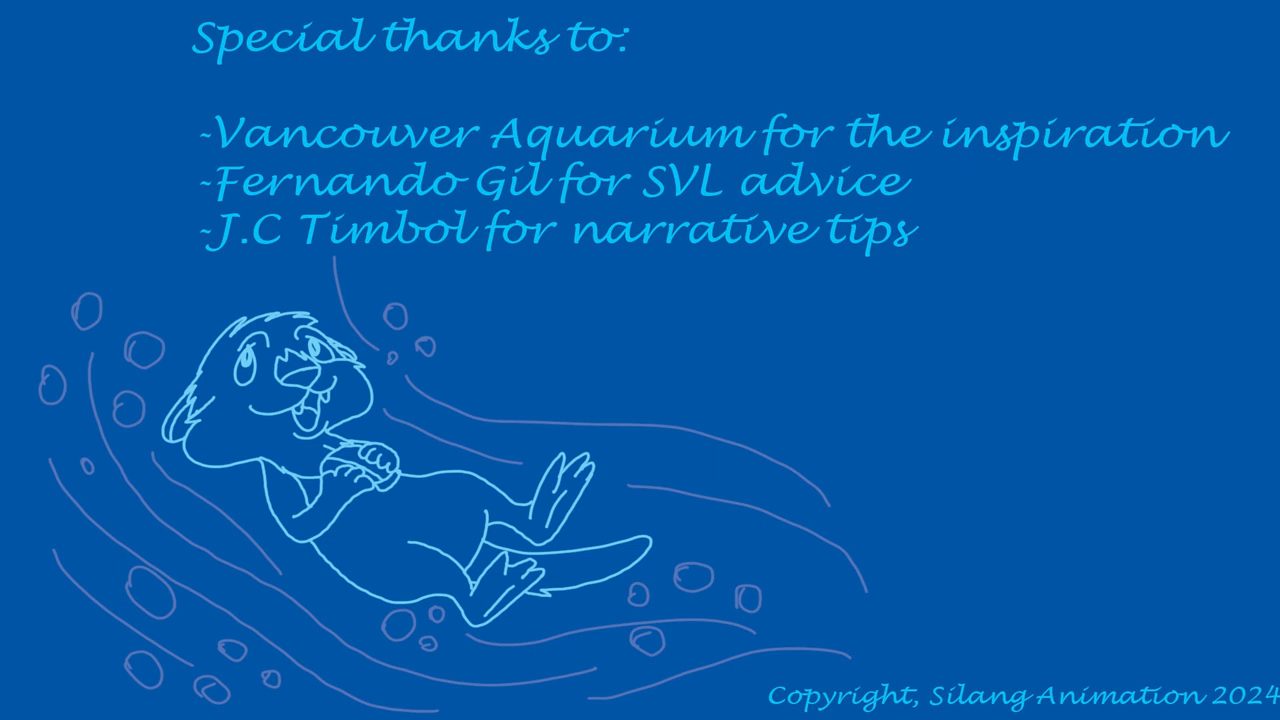 Special thanks to:
-Vancouver Aquarium for the inspiration
-Fernando Gil for SVL advice
-J.C Timbol for narrative tips
Copyright, Silang Animation 2024